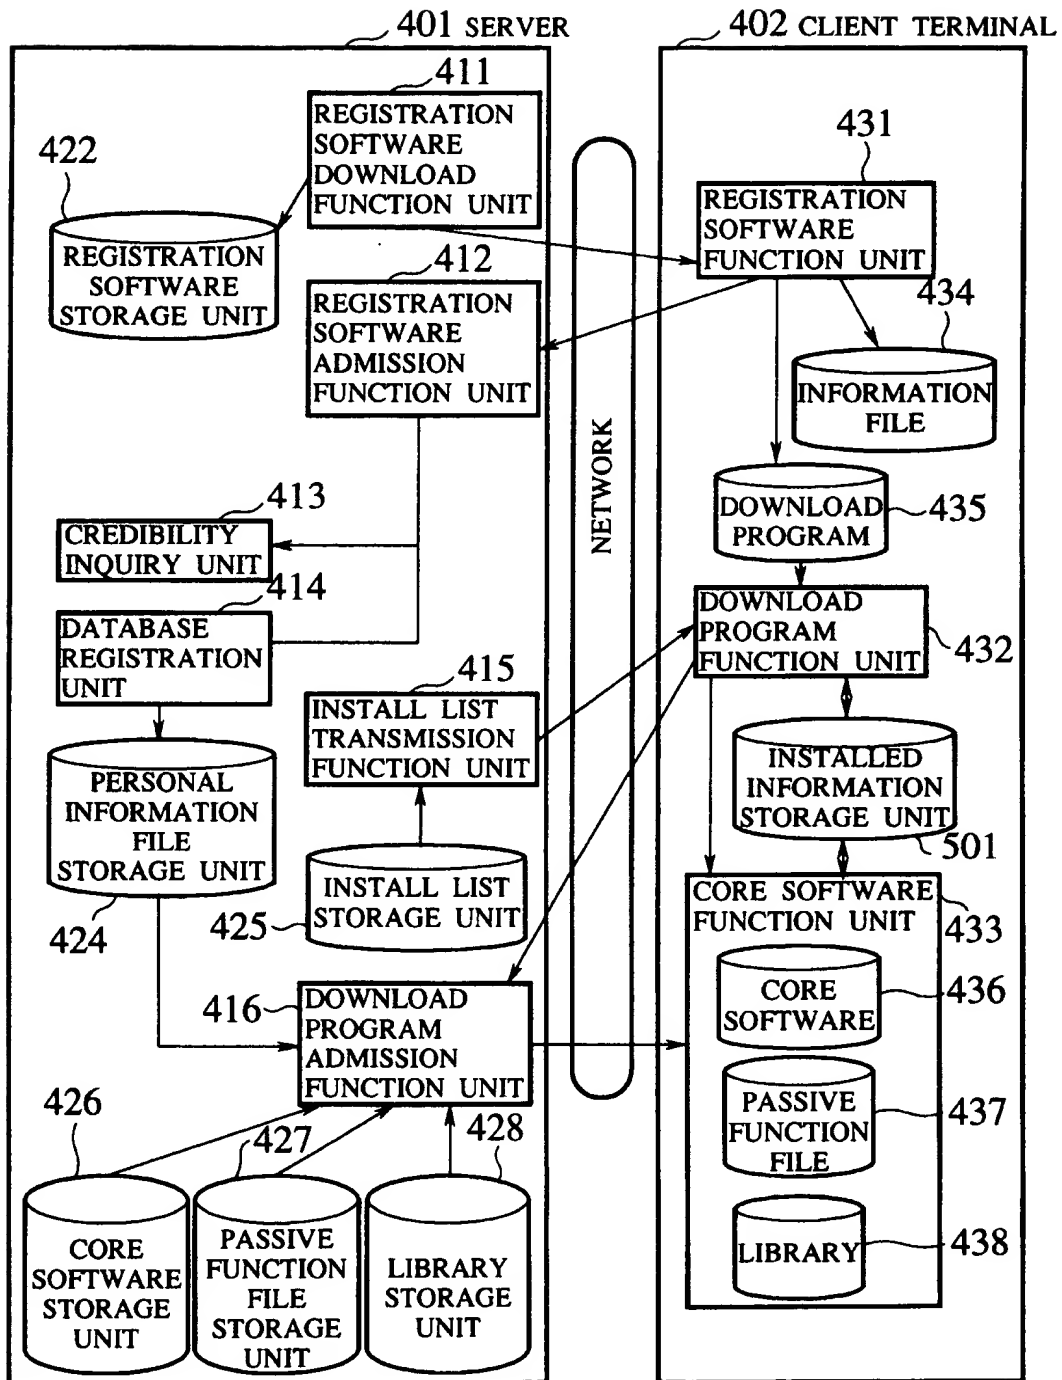 401 SERVER
402 CLIENT TERMINAL
411
REGISTRATION
SOFTWARE
DOWNLOAD
FUNCTION UNIT
422
REGISTRATION
SOFTWARE
STORAGE UNIT
412
REGISTRATION
SOFTWARE
ADMISSION
FUNCTION UNIT
413
CREDIBILITY
INQUIRY UNIT
414
DATABASE
REGISTRATION
UNIT
415
INSTALL LIST
TRANSMISSION
FUNCTION UNIT
PERSONAL
INFORMATION
FILE
STORAGE UNIT
424
INSTALL LIST
STORAGE UNIT
425
416
DOWNLOAD
PROGRAM
ADMISSION
FUNCTION UNIT
426
CORE
SOFTWARE
STORAGE
UNIT
427
PASSIVE
FUNCTION
FILE
STORAGE
UNIT
428
LIBRARY
STORAGE
UNIT
NETWORK
431
REGISTRATION
SOFTWARE
FUNCTION UNIT
434
INFORMATION
FILE
DOWNLOAD
PROGRAM
435
DOWNLOAD
PROGRAM
FUNCTION UNIT
432
INSTALLED
INFORMATION
STORAGE UNIT
501
CORE SOFTWARE
FUNCTION UNIT
433
CORE
SOFTWARE
436
PASSIVE
FUNCTION
FILE
437
LIBRARY
438